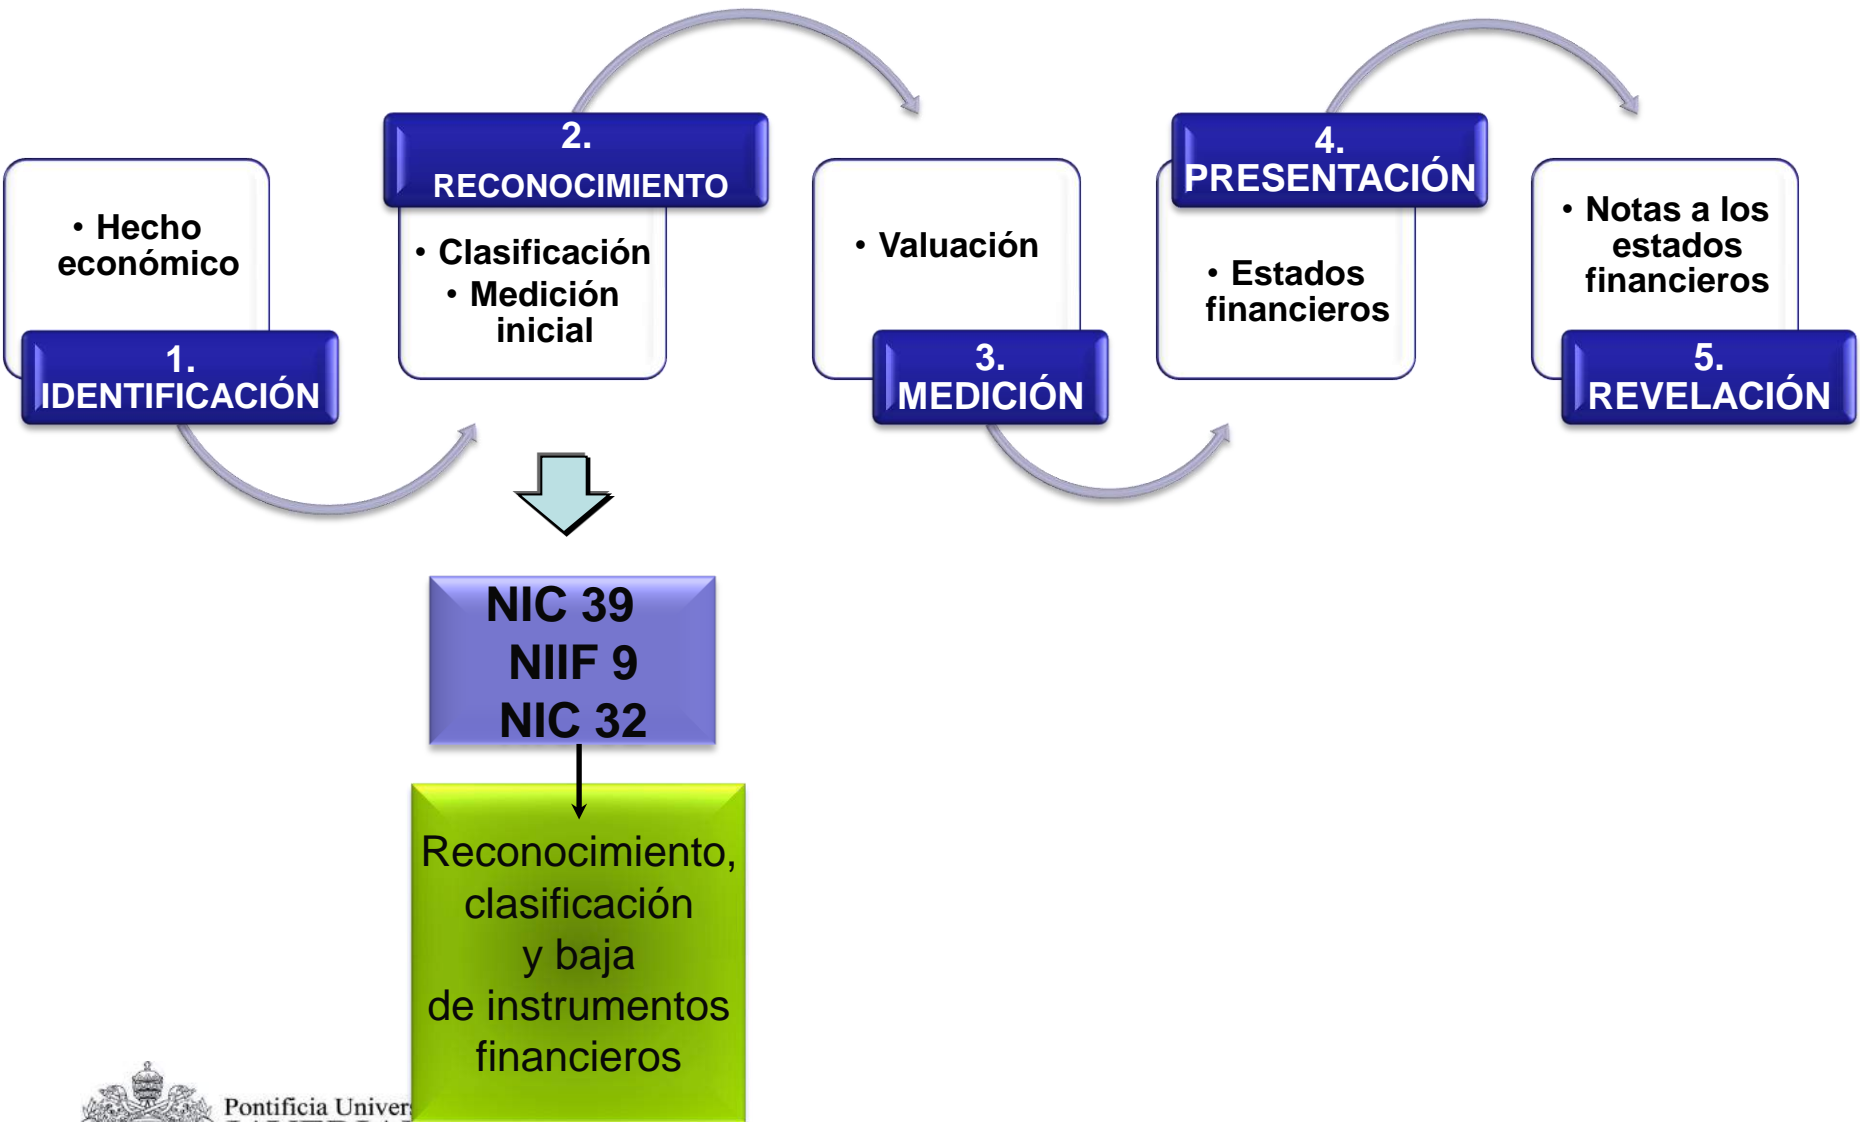 • Hecho
económico
1.
IDENTIFICACIÓN
2.
RECONOCIMIENTO
• Clasificación
• Medición
inicial
• Valuación
3.
MEDICIÓN
4.
PRESENTACIÓN
• Estados
financieros
• Notas a los
estados
financieros
5.
REVELACIÓN
NIC 39
NIIF 9
NIC 32
Reconocimiento,
clasificación
y baja
de instrumentos
financieros
Pontificia